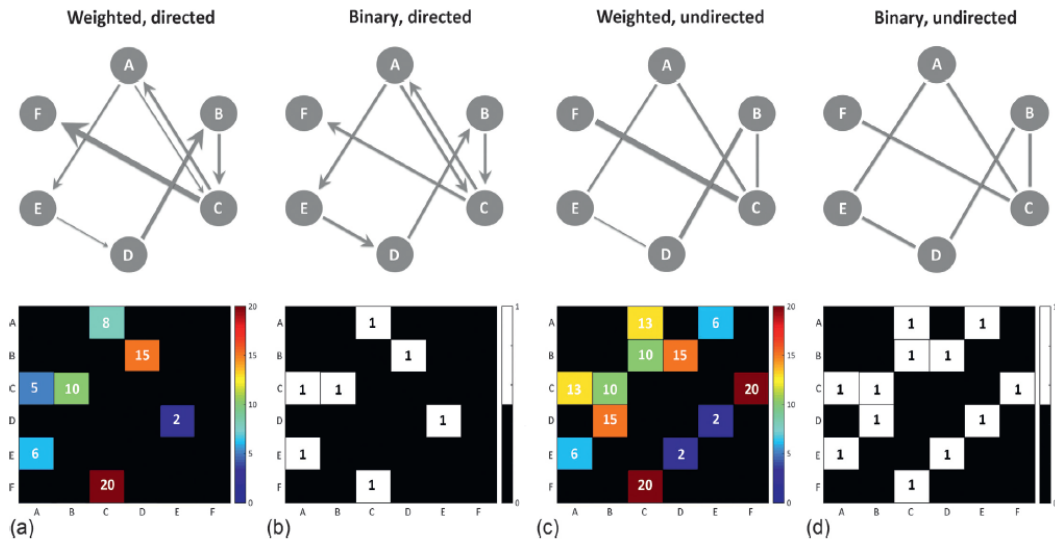 Weighted, directed
Binary, directed
Weighted, undirected
Binary, undirected
A
B
F
E
C
D
A
B
F
E
C
D
A
B
F
E
C
D
A
B
F
E
C
D
A 8
B 15
C 5 10
D 2
E 6
F 20
A B C D E F
20
15
10
5
0
(a)
A 1
B 1
C 1 1
D 1
E 1
F 1
A B C D E F
1
0
(b)
A 13 6
B 10 15
C 13 10 20
D 15 2
E 6 2
F 20
A B C D E F
20
15
10
5
0
(c)
A 1 1
B 1 1
C 1 1 1
D 1 1
E 1 1
F 1
A B C D E F
1
0
(d)